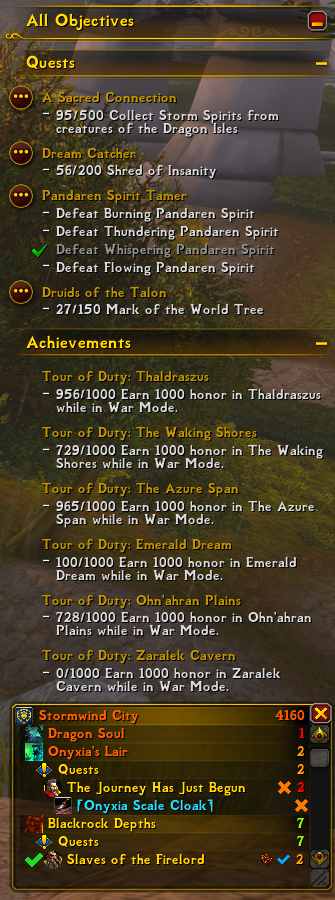 All Objectives
Quests
A Sacred Connection
- 95/500 Collect Storm Spirits from
creatures of the Dragon Isles
Dream Catcher
- 56/200 Shred of Insanity
Pandaren Spirit Tamer
- Defeat Burning Pandaren Spirit
- Defeat Thundering Pandaren Spirit
Defeat Whispering Pandaren Spirit
- Defeat Flowing Pandaren Spirit
Druids of the Talon
- 27/150 Mark of the World Tree
Achievements
Tour of Duty: Thaldraszus
- 956/1000 Earn 1000 honor in Thaldraszus
while in War Mode.
Tour of Duty: The Waking Shores
- 729/1000 Earn 1000 honor in The Waking
Shores while in War Mode.
Tour of Duty: The Azure Span
- 965/1000 Earn 1000 honor in The Azure
Span while in War Mode.
Tour of Duty: Emerald Dream
- 100/1000 Earn 1000 honor in Emerald
Dream while in War Mode.
Tour of Duty: Ohn'ahran Plains
- 728/1000 Earn 1000 honor in Ohn'ahran
Plains while in War Mode.
Tour of Duty: Zaralek Cavern
- 0/1000 Earn 1000 honor in Zaralek
Cavern while in War Mode.
Stormwind City 4160
Dragon Soul 1
Onyxia's Lair 2
Quests 2
The Journey Has Just Begun 2
[Onyxia Scale Cloak]
Blackrock Depths 7
Quests 7
Slaves of the Firelord 2